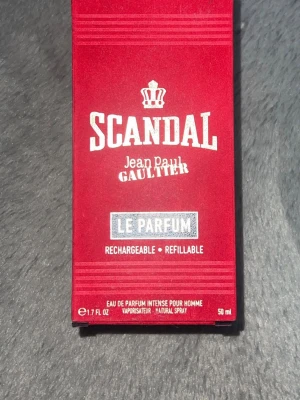 SCANDAL
Jean Paul
GAULTIER
LE PARFUM
RECHARGEABLE • REFILLABLE
EAU DE PARFUM INTENSE POUR HOMME
℮ 1.7 FL OZ VAPORISATEUR - NATURAL SPRAY 50 ml